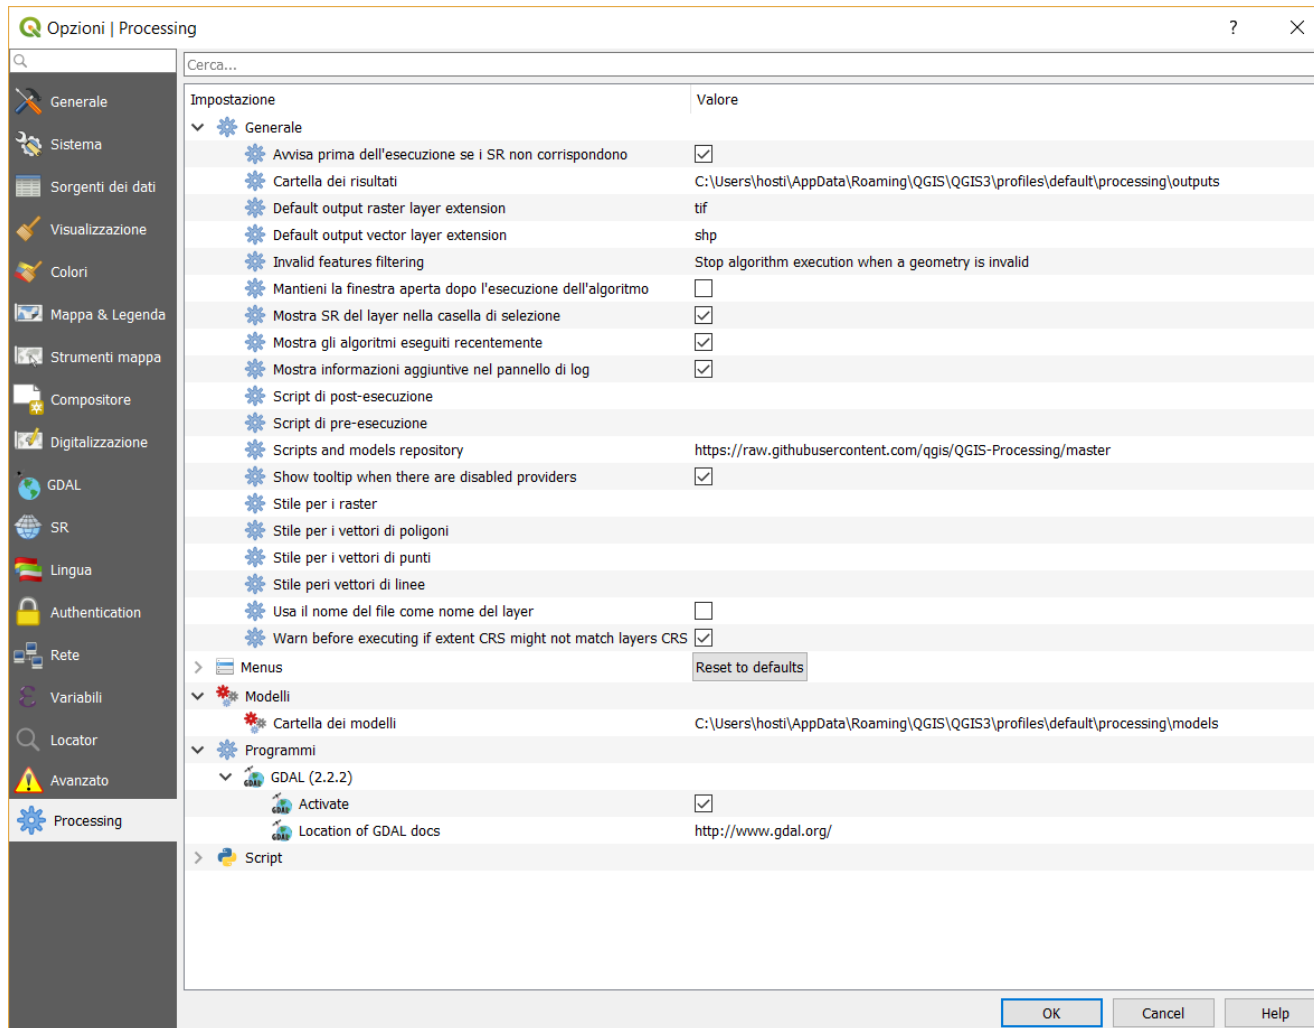 Opzioni | Processing
?
Cerca...
Generale
Sistema
Sorgenti dei dati
Visualizzazione
Colori
Mappa & Legenda
Strumenti mappa
Compositore
Digitalizzazione
GDAL
SR
Lingua
Authentication
Rete
Variabili
Locator
Avanzato
Processing
Impostazione Valore
Generale
Avvisa prima dell'esecuzione se i SR non corrispondono
Cartella dei risultati C:\Users\hosti\AppData\Roaming\QGIS\QGIS3\profiles\default\processing\outputs
Default output raster layer extension tif
Default output vector layer extension shp
Invalid features filtering Stop algorithm execution when a geometry is invalid
Mantieni la finestra aperta dopo l'esecuzione dell'algoritmo
Mostra SR del layer nella casella di selezione
Mostra gli algoritmi eseguiti recentemente
Mostra informazioni aggiuntive nel pannello di log
Script di post-esecuzione
Script di pre-esecuzione
Scripts and models repository https://raw.githubusercontent.com/qgis/QGIS-Processing/master
Show tooltip when there are disabled providers
Stile per i raster
Stile per i vettori di poligoni
Stile per i vettori di punti
Stile peri vettori di linee
Usa il nome del file come nome del layer
Warn before executing if extent CRS might not match layers CRS
Menus Reset to defaults
Modelli
Cartella dei modelli C:\Users\hosti\AppData\Roaming\QGIS\QGIS3\profiles\default\processing\models
Programmi
GDAL (2.2.2)
Activate
Location of GDAL docs http://www.gdal.org/
Script
OK Cancel Help